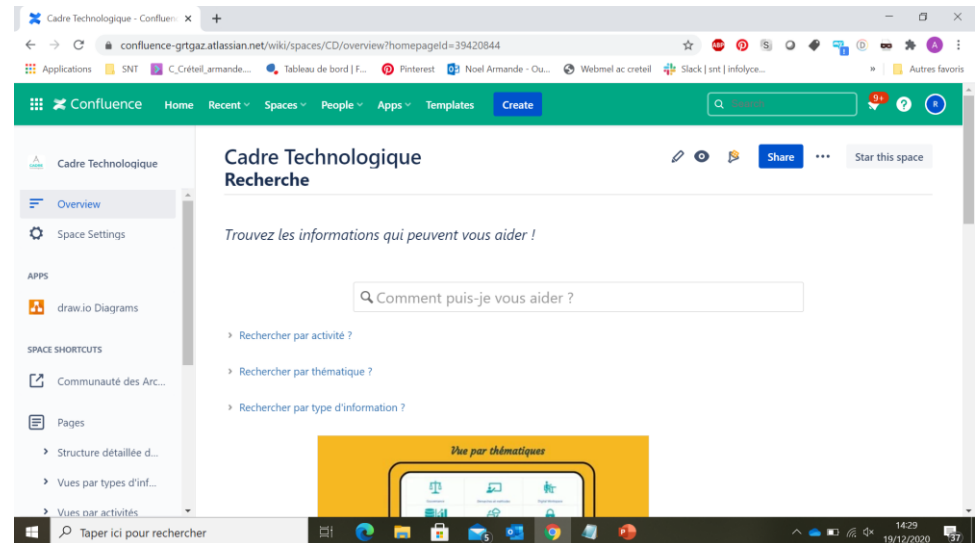 Cadre Technologique - Confluen
confluence-grtgaz.atlassian.net/wiki/spaces/CD/overview?homepageId=39420844
ABP
S
A
Applications SNT C_Créteil_armande.... Tableau de bord | F... Pinterest Noel Armande - Ou... Webmel ac creteil Slack | snt | infolyce... » Autres favoris
Confluence Home Recent Spaces People Apps Templates Create 9+ ? R
Cadre Technologique
Overview
Space Settings
APPS
draw.io Diagrams
SPACE SHORTCUTS
Communauté des Arc...
Pages
Structure détaillée d...
Vues par types d'inf...
Vues par activités
Cadre Technologique
Recherche
Share ... Star this space
Trouvez les informations qui peuvent vous aider !
Comment puis-je vous aider ?
Rechercher par activité ?
Rechercher par thématique ?
Rechercher par type d'information ?
Vue par thématiques
Taper ici pour rechercher
5
14:29
19/12/2020
37